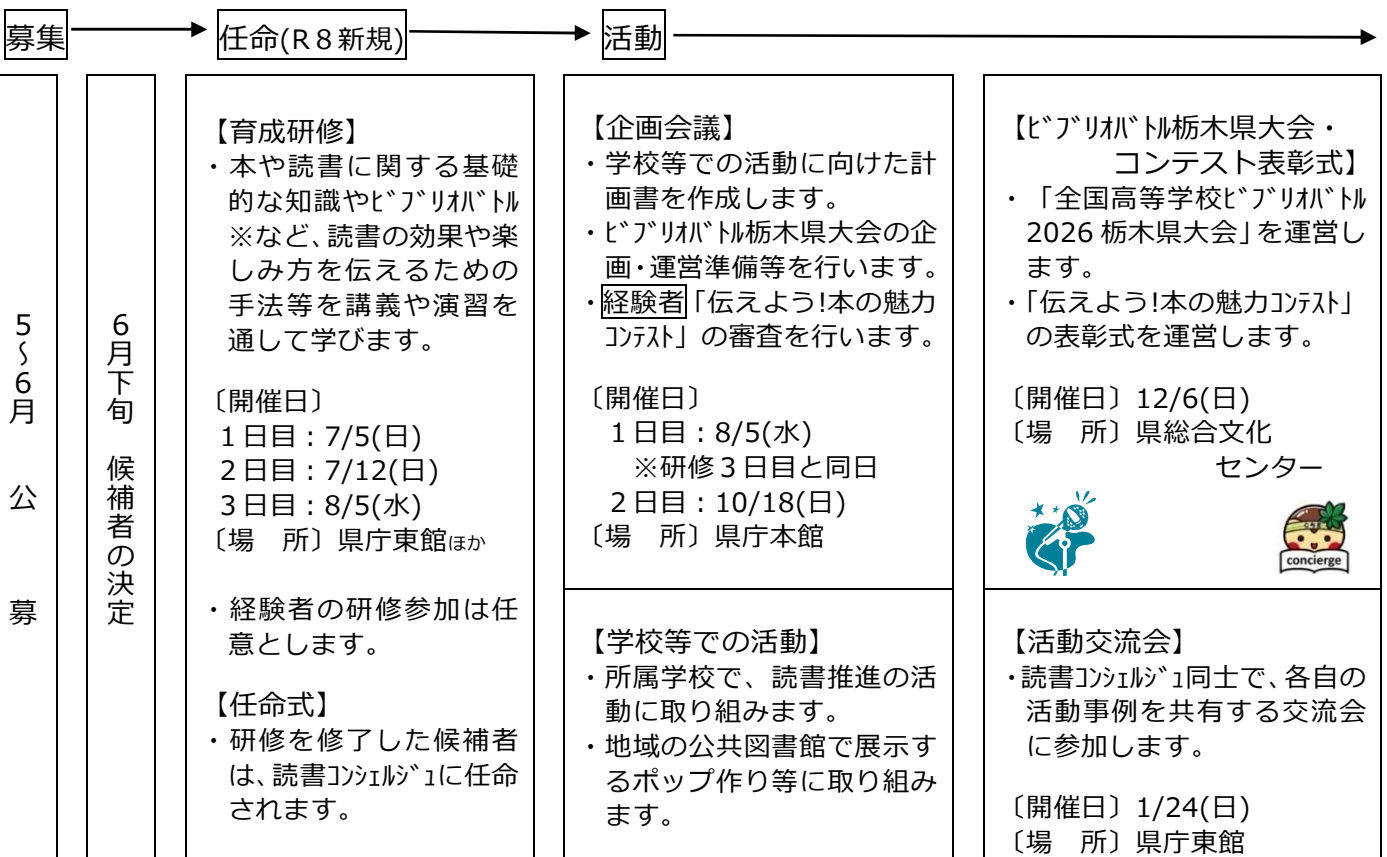 募集
任命(R８新規)
活動
５～６月　公　募
６月下旬　候補者の決定
【育成研修】
・本や読書に関する基礎
的な知識やﾋﾞﾌﾞﾘｵﾊﾞﾄﾙ
※など、読書の効果や楽
しみ方を伝えるための
手法等を講義や演習を
通して学びます。
〔開催日〕
１日目：7/5(日)
２日目：7/12(日)
３日目：8/5(水)
〔場　所〕県庁東館ほか
・経験者の研修参加は任
意とします。
【任命式】
・研修を修了した候補者
は、読書ｺﾝｼｪﾙｼﾞｭに任命
されます。
【企画会議】
・学校等での活動に向けた計
画書を作成します。
・ﾋﾞﾌﾞﾘｵﾊﾞﾄﾙ栃木県大会の企
画・運営準備等を行います。
・経験者「伝えよう!本の魅力
ｺﾝﾃｽﾄ」の審査を行います。
〔開催日〕
１日目：8/5(水)
※研修３日目と同日
２日目：10/18(日)
〔場　所〕県庁本館
【学校等での活動】
・所属学校で、読書推進の活
動に取り組みます。
・地域の公共図書館で展示す
るポップ作り等に取り組み
ます。
【ﾋﾞﾌﾞﾘｵﾊﾞﾄﾙ栃木県大会・
コンテスト表彰式】
・「全国高等学校ﾋﾞﾌﾞﾘｵﾊﾞﾄﾙ
2026 栃木県大会」を運営し
ます。
・「伝えよう!本の魅力ｺﾝﾃｽﾄ」
の表彰式を運営します。
〔開催日〕12/6(日)
〔場　所〕県総合文化
センター
concierge
【活動交流会】
・読書ｺﾝｼｪﾙｼﾞｭ同士で、各自の
活動事例を共有する交流会
に参加します。
〔開催日〕1/24(日)
〔場　所〕県庁東館